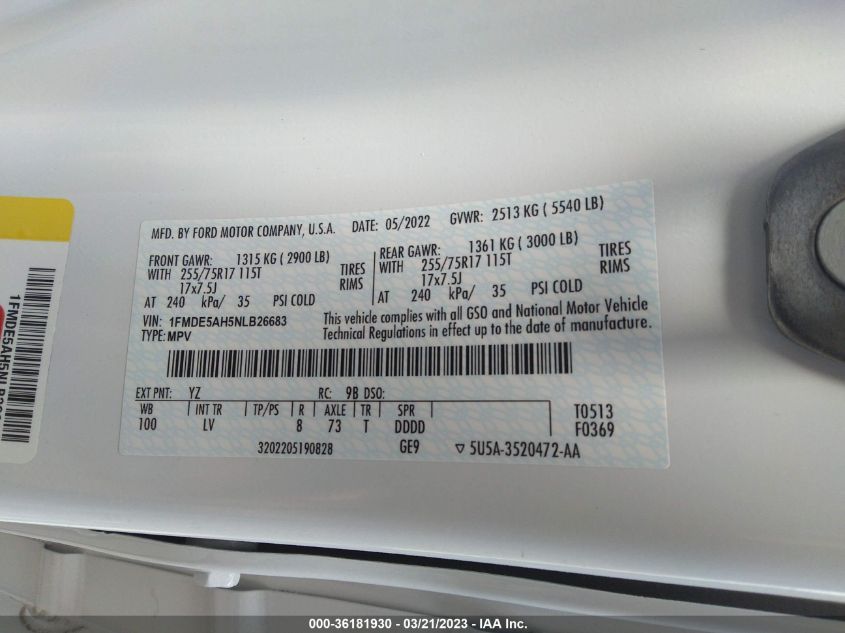 MFD. BY FORD MOTOR COMPANY, U.S.A. DATE: 05/2022 GVWR: 2513 KG ( 5540 LB)
FRONT GAWR: 1315 KG ( 2900 LB)
WITH 255/75R17 115T TIRES
17x7.5J RIMS
AT 240 kPa/ 35 PSI COLD
REAR GAWR: 1361 KG ( 3000 LB)
WITH 255/75R17 115T TIRES
17x7.5J RIMS
AT 240 kPa/ 35 PSI COLD
VIN: 1FMDE5AH5NLB26683
TYPE: MPV
This vehicle complies with all GSO and National Motor Vehicle
Technical Regulations in effect up to the date of manufacture.
EXT PNT: YZ RC: 9B DSO:
WB | INT TR | TP/PS | R | AXLE | TR | SPR
100 LV 8 73 T DDDD
T0513
F0369
3202205190828 GE9 ▽ 5U5A-3520472-AA
1FMDE5AH5NLB26
000-36181930 - 03/21/2023 - IAA Inc.